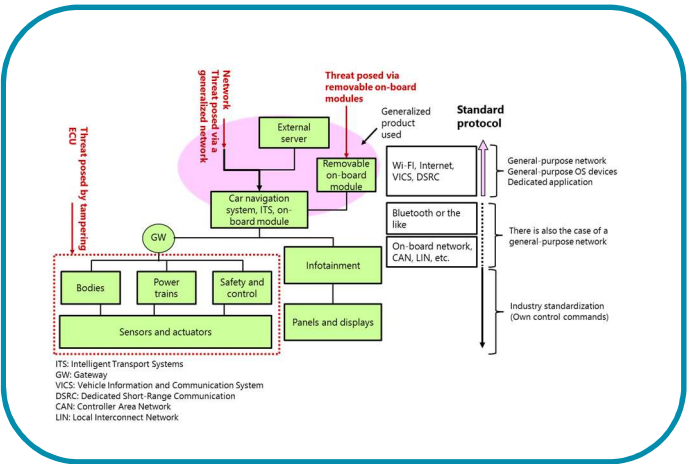 Threat posed via
removable on-board
modules
Network
Threat posed via a
generalized network
Generalized
product
used
Standard
protocol
External
server
Threat posed by tampering
ECU
Removable
on-board
module
Wi-FI, Internet,
VICS, DSRC
General-purpose network
General-purpose OS devices
Dedicated application
Car navigation
system, ITS, on-
board module
Bluetooth or the
like
There is also the case of a
general-purpose network
GW
On-board network,
CAN, LIN, etc.
Infotainment
Bodies
Power
trains
Safety and
control
Industry standardization
(Own control commands)
Sensors and actuators
Panels and displays
ITS: Intelligent Transport Systems
GW: Gateway
VICS: Vehicle Information and Communication System
DSRC: Dedicated Short-Range Communication
CAN: Controller Area Network
LIN: Local Interconnect Network